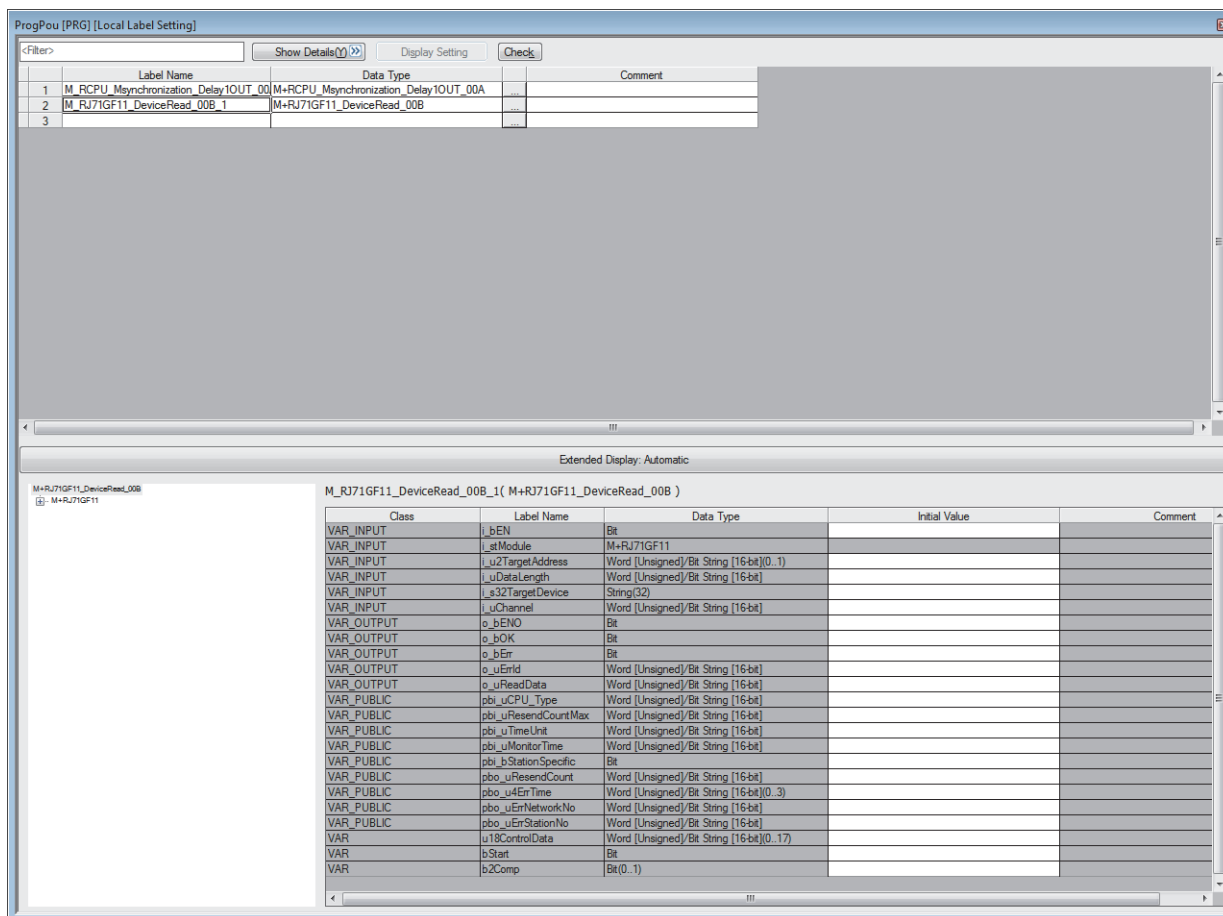 ProgPou [PRG] [Local Label Setting]
<Filter> Show Details(Y) Display Setting Check
Label Name Data Type Comment
1 M_RCPU_Msynchronization_Delay1OUT_00 M+RCPU_Msynchronization_Delay1OUT_00A ...
2 M_RJ71GF11_DeviceRead_00B_1 M+RJ71GF11_DeviceRead_00B ...
3 ...
Extended Display: Automatic
M+RJ71GF11_DeviceRead_00B
M+RJ71GF11
M_RJ71GF11_DeviceRead_00B_1( M+RJ71GF11_DeviceRead_00B )
Class Label Name Data Type Initial Value Comment
VAR_INPUT i_bEN Bit
VAR_INPUT i_stModule M+RJ71GF11
VAR_INPUT i_u2TargetAddress Word [Unsigned]/Bit String [16-bit](0..1)
VAR_INPUT i_uDataLength Word [Unsigned]/Bit String [16-bit]
VAR_INPUT i_s32TargetDevice String(32)
VAR_INPUT i_uChannel Word [Unsigned]/Bit String [16-bit]
VAR_OUTPUT o_bENO Bit
VAR_OUTPUT o_bOK Bit
VAR_OUTPUT o_bErr Bit
VAR_OUTPUT o_uErrId Word [Unsigned]/Bit String [16-bit]
VAR_OUTPUT o_uReadData Word [Unsigned]/Bit String [16-bit]
VAR_PUBLIC pbi_uCPU_Type Word [Unsigned]/Bit String [16-bit]
VAR_PUBLIC pbi_uResendCountMax Word [Unsigned]/Bit String [16-bit]
VAR_PUBLIC pbi_uTimeUnit Word [Unsigned]/Bit String [16-bit]
VAR_PUBLIC pbi_uMonitorTime Word [Unsigned]/Bit String [16-bit]
VAR_PUBLIC pbi_bStationSpecific Bit
VAR_PUBLIC pbo_uResendCount Word [Unsigned]/Bit String [16-bit]
VAR_PUBLIC pbo_u4ErrTime Word [Unsigned]/Bit String [16-bit](0..3)
VAR_PUBLIC pbo_uErrNetworkNo Word [Unsigned]/Bit String [16-bit]
VAR_PUBLIC pbo_uErrStationNo Word [Unsigned]/Bit String [16-bit]
VAR u18ControlData Word [Unsigned]/Bit String [16-bit](0..17)
VAR bStart Bit
VAR b2Comp Bit(0..1)